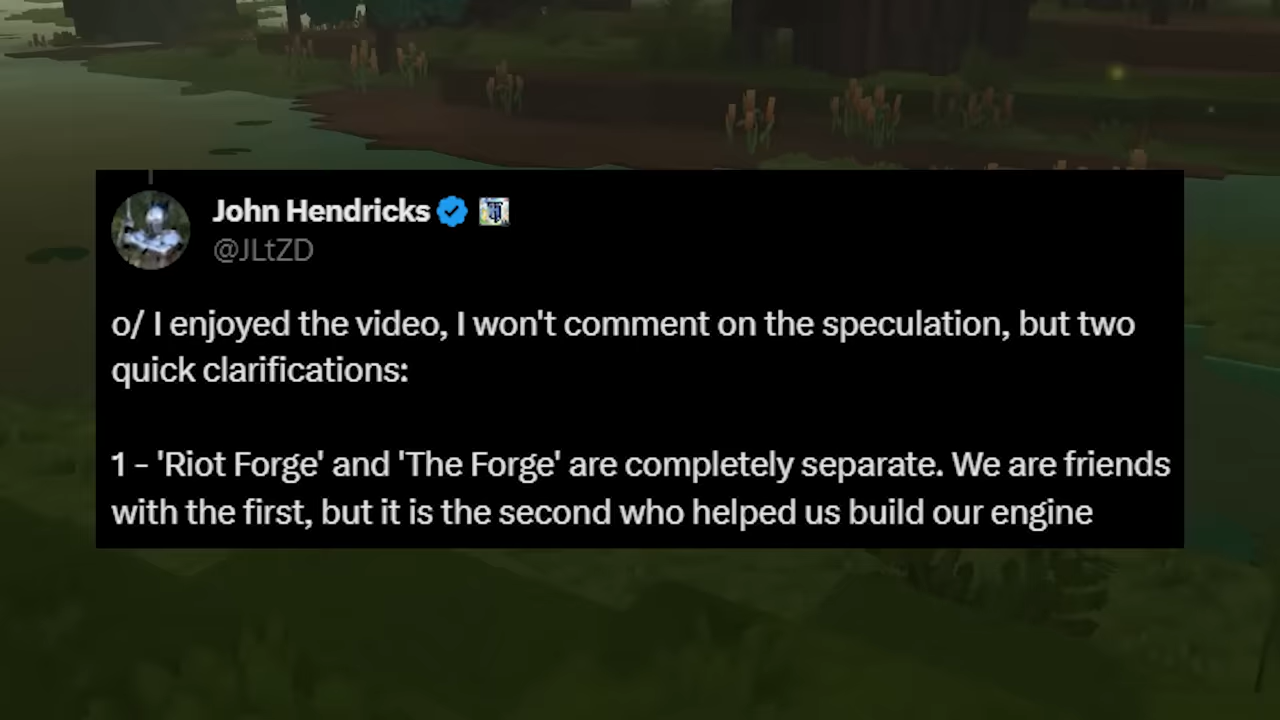 John Hendricks
@JLtZD
o/ I enjoyed the video, I won't comment on the speculation, but two
quick clarifications:
1 - 'Riot Forge' and 'The Forge' are completely separate. We are friends
with the first, but it is the second who helped us build our engine